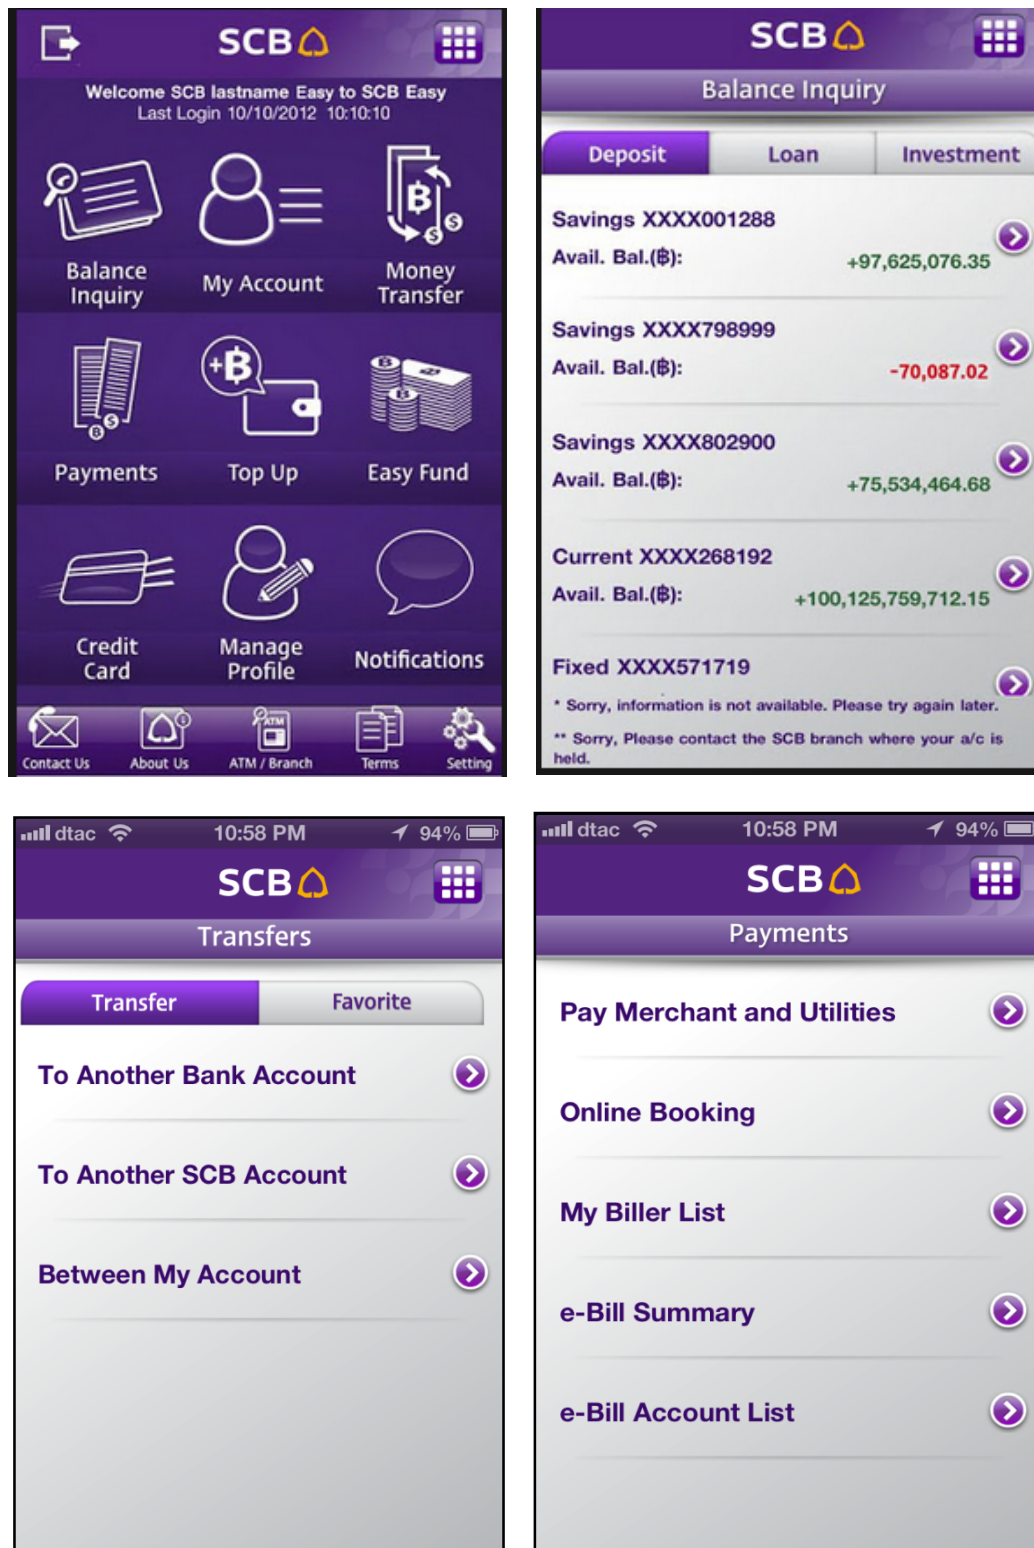 SCB
Welcome SCB lastname Easy to SCB Easy
Last Login 10/10/2012 10:10:10
Balance
Inquiry
My Account
Money
Transfer
Payments
Top Up
Easy Fund
Credit
Card
Manage
Profile
Notifications
Contact Us
About Us
ATM / Branch
Terms
Setting
SCB
Balance Inquiry
Deposit
Loan
Investment
Savings XXXX001288
Avail. Bal.(฿): +97,625,076.35
Savings XXXX798999
Avail. Bal.(฿): -70,087.02
Savings XXXX802900
Avail. Bal.(฿): +75,534,464.68
Current XXXX268192
Avail. Bal.(฿): +100,125,759,712.15
Fixed XXXX571719
* Sorry, information is not available. Please try again later.
** Sorry, Please contact the SCB branch where your a/c is
held.
dtac 10:58 PM 94%
SCB
Transfers
Transfer
Favorite
To Another Bank Account
To Another SCB Account
Between My Account
dtac 10:58 PM 94%
SCB
Payments
Pay Merchant and Utilities
Online Booking
My Biller List
e-Bill Summary
e-Bill Account List